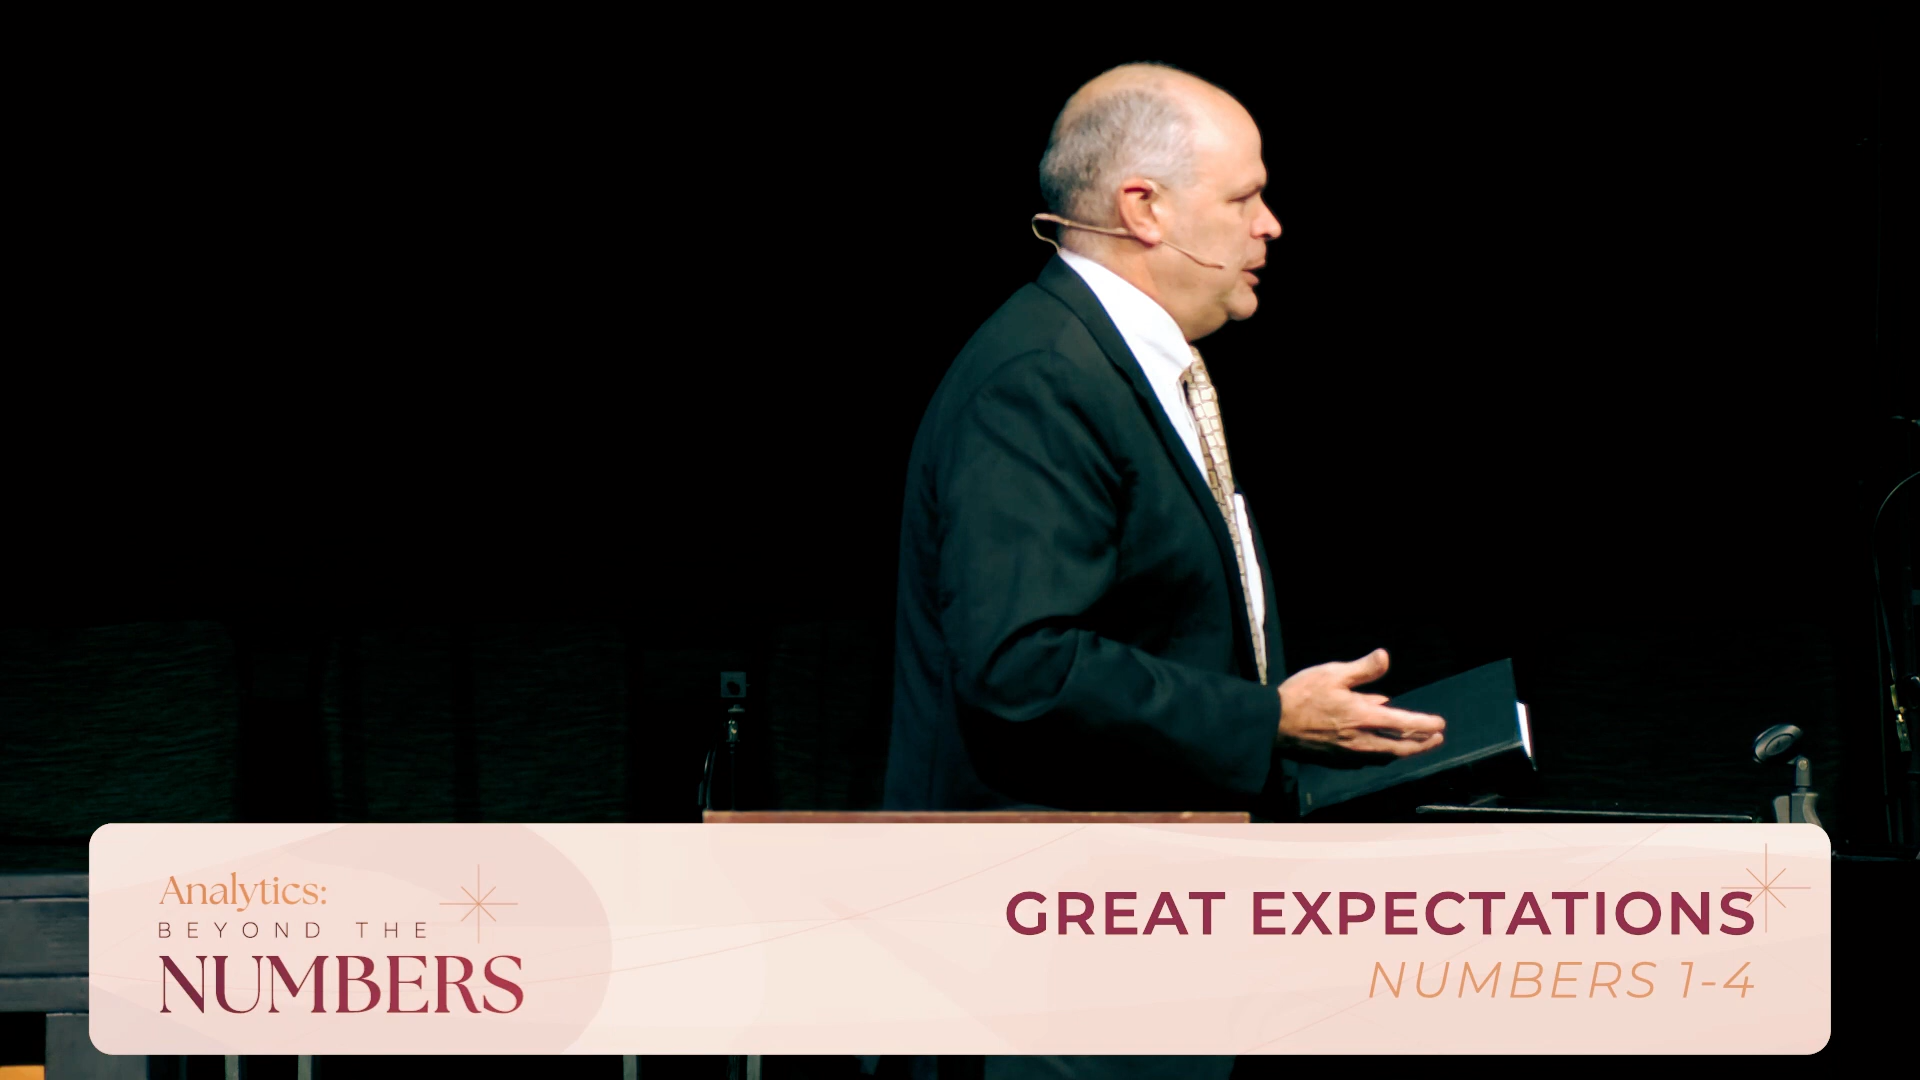 Analytics:
BEYOND THE
NUMBERS
GREAT EXPECTATIONS
NUMBERS 1-4